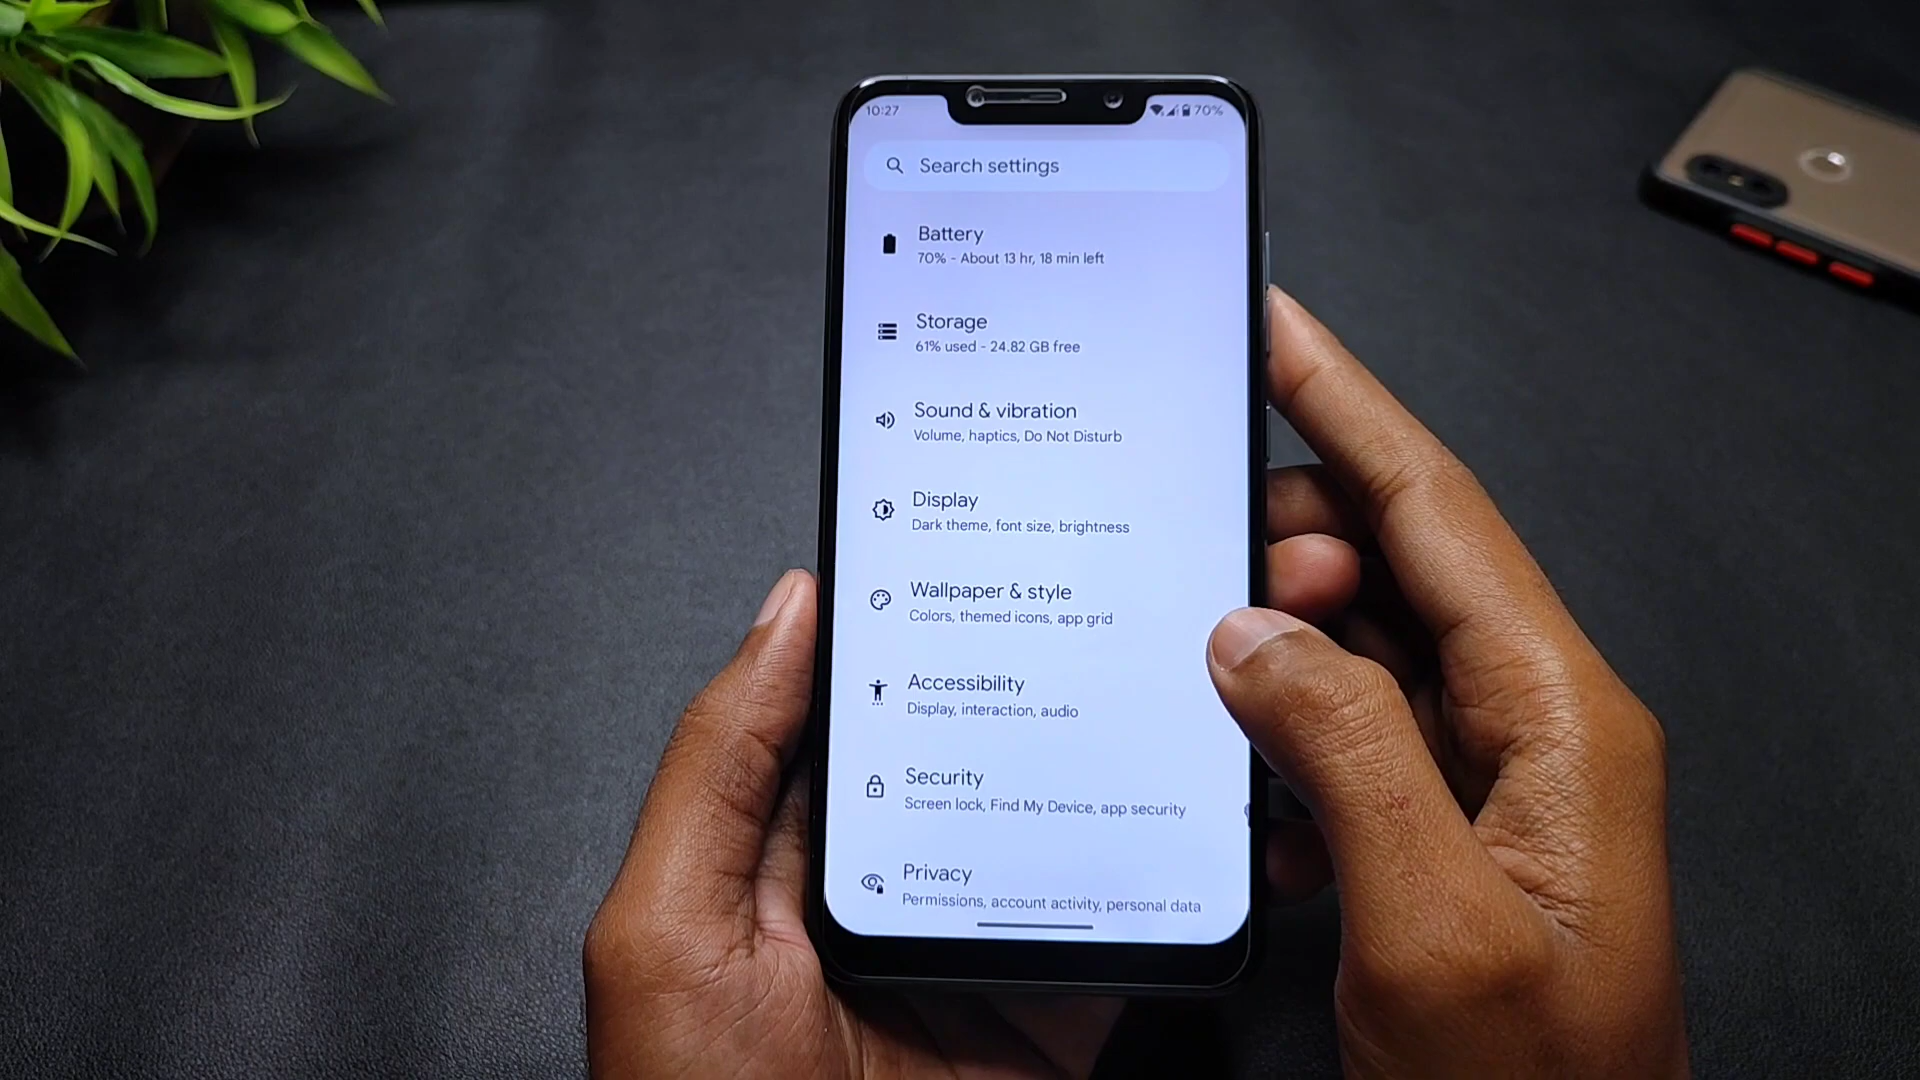 10:27
70%
Search settings
Battery
70% - About 13 hr, 18 min left
Storage
61% used - 24.82 GB free
Sound & vibration
Volume, haptics, Do Not Disturb
Display
Dark theme, font size, brightness
Wallpaper & style
Colors, themed icons, app grid
Accessibility
Display, interaction, audio
Security
Screen lock, Find My Device, app security
Privacy
Permissions, account activity, personal data